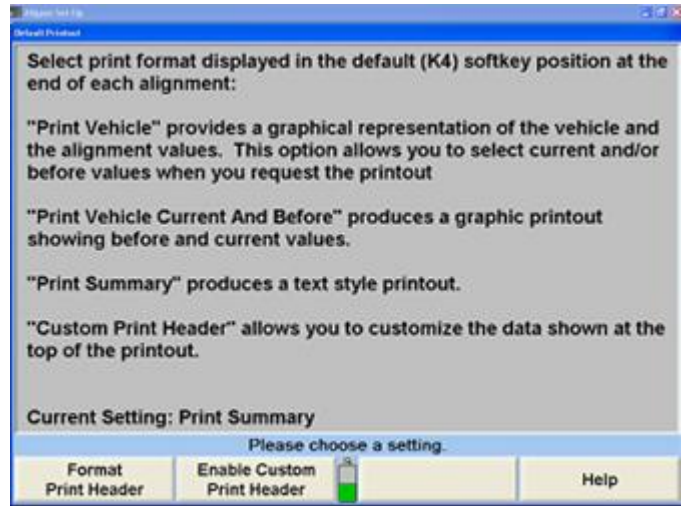 Aligner Set Up
Default Printout
Select print format displayed in the default (K4) softkey position at the
end of each alignment:
"Print Vehicle" provides a graphical representation of the vehicle and
the alignment values. This option allows you to select current and/or
before values when you request the printout
"Print Vehicle Current And Before" produces a graphic printout
showing before and current values.
"Print Summary" produces a text style printout.
"Custom Print Header" allows you to customize the data shown at the
top of the printout.
Current Setting: Print Summary
Please choose a setting.
Format
Print Header
Enable Custom
Print Header
Help